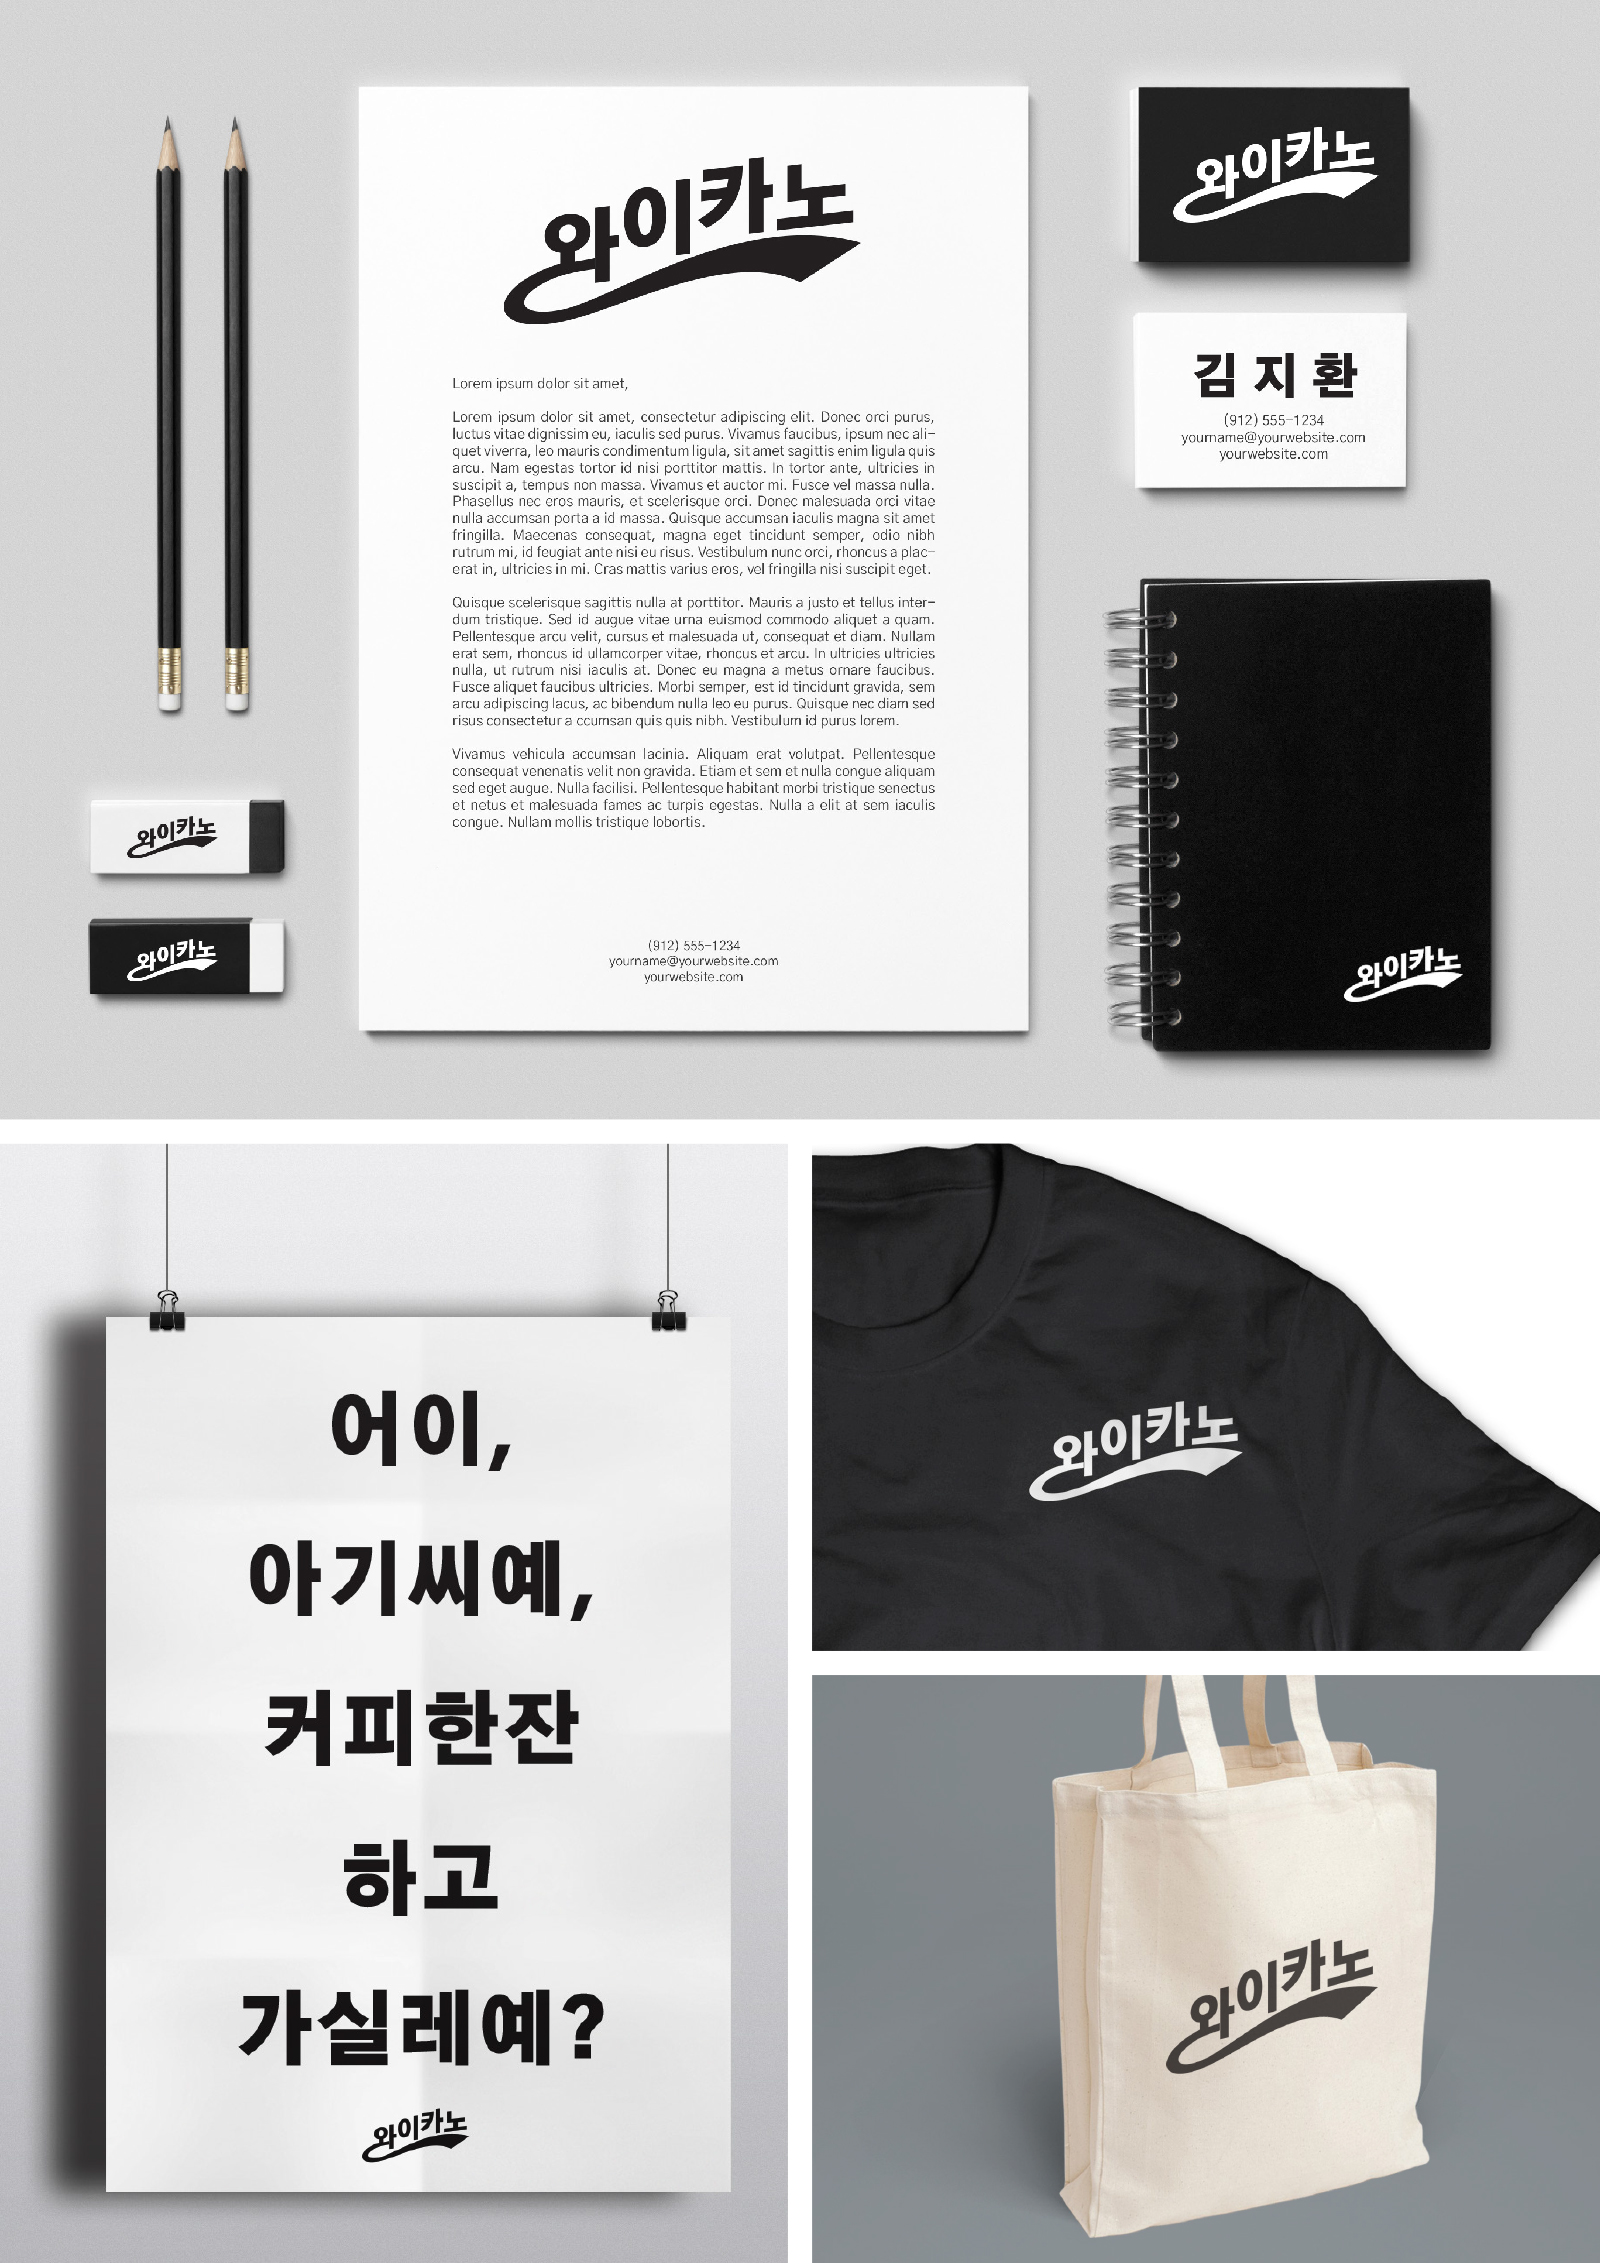 와이카노
Lorem ipsum dolor sit amet,
Lorem ipsum dolor sit amet, consectetur adipiscing elit. Donec orci purus,
luctus vitae dignissim eu, iaculis sed purus. Vivamus faucibus, ipsum nec ali-
quet viverra, leo mauris condimentum ligula, sit amet sagittis enim ligula quis
arcu. Nam egestas tortor id nisi porttitor mattis. In tortor ante, ultricies in
suscipit a, tempus non massa. Vivamus et auctor mi. Fusce vel massa nulla.
Phasellus nec eros mauris, et scelerisque orci. Donec malesuada orci vitae
nulla accumsan porta a id massa. Quisque accumsan iaculis magna sit amet
fringilla. Maecenas consequat, magna eget tincidunt semper, odio nibh
rutrum mi, id feugiat ante nisi eu risus. Vestibulum nunc orci, rhoncus a plac-
erat in, ultricies in mi. Cras mattis varius eros, vel fringilla nisi suscipit eget.
Quisque scelerisque sagittis nulla at porttitor. Mauris a justo et tellus inter-
dum tristique. Sed id augue vitae urna euismod commodo aliquet a quam.
Pellentesque arcu velit, cursus et malesuada ut, consequat et diam. Nullam
erat sem, rhoncus id ullamcorper vitae, rhoncus et arcu. In ultricies ultricies
nulla, ut rutrum nisi iaculis at. Donec eu magna a metus ornare faucibus.
Fusce aliquet faucibus ultricies. Morbi semper, est id tincidunt gravida, sem
arcu adipiscing lacus, ac bibendum nulla leo eu purus. Quisque nec diam sed
risus consectetur a ccumsan quis quis nibh. Vestibulum id purus lorem.
Vivamus vehicula accumsan lacinia. Aliquam erat volutpat. Pellentesque
consequat venenatis velit non gravida. Etiam et sem et nulla congue aliquam
sed eget augue. Nulla facilisi. Pellentesque habitant morbi tristique senectus
et netus et malesuada fames ac turpis egestas. Nulla a elit at sem iaculis
congue. Nullam mollis tristique lobortis.
(912) 555-1234
yourname@yourwebsite.com
yourwebsite.com
와이카노
김지환
(912) 555-1234
yourname@yourwebsite.com
yourwebsite.com
와이카노
와이카노
와이카노
어이,
아기씨예,
커피한잔
하고
가실레예?
와이카노
와이카노
와이카노